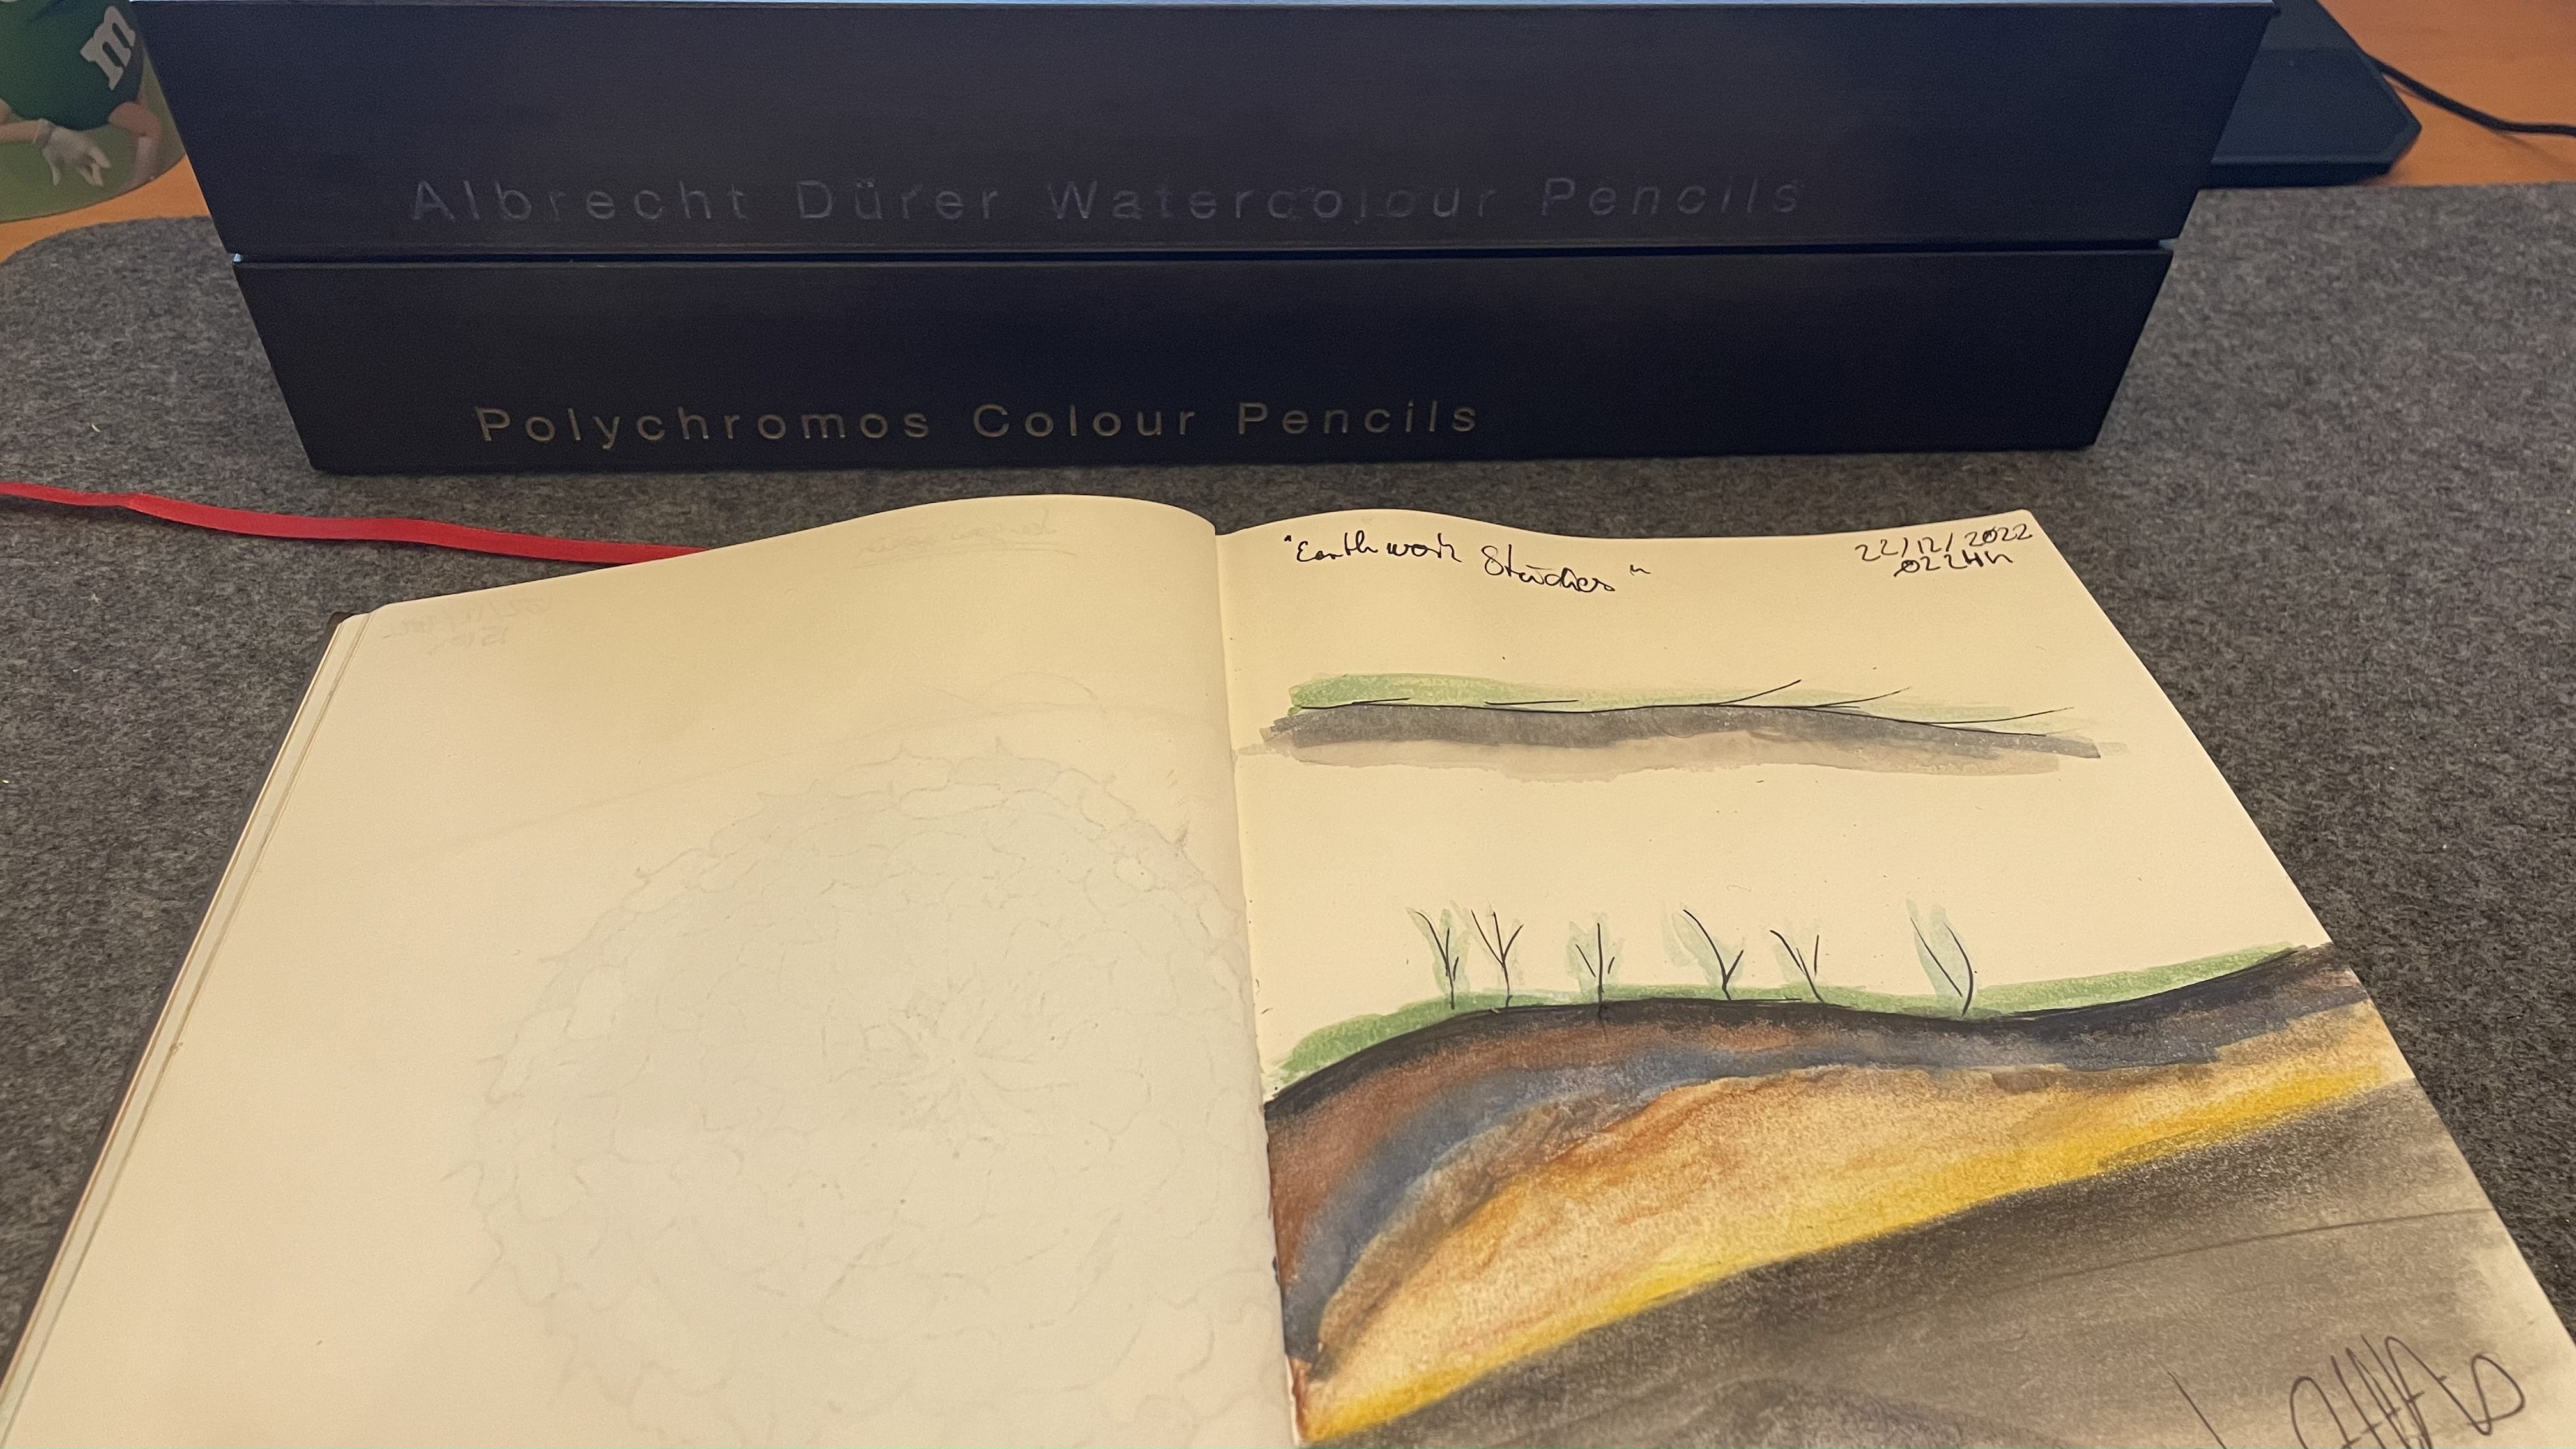 m
Albrecht Dürer Watercolour Pencils
Polychromos Colour Pencils
"Earthwork Studies"
22/12/2022
0224H